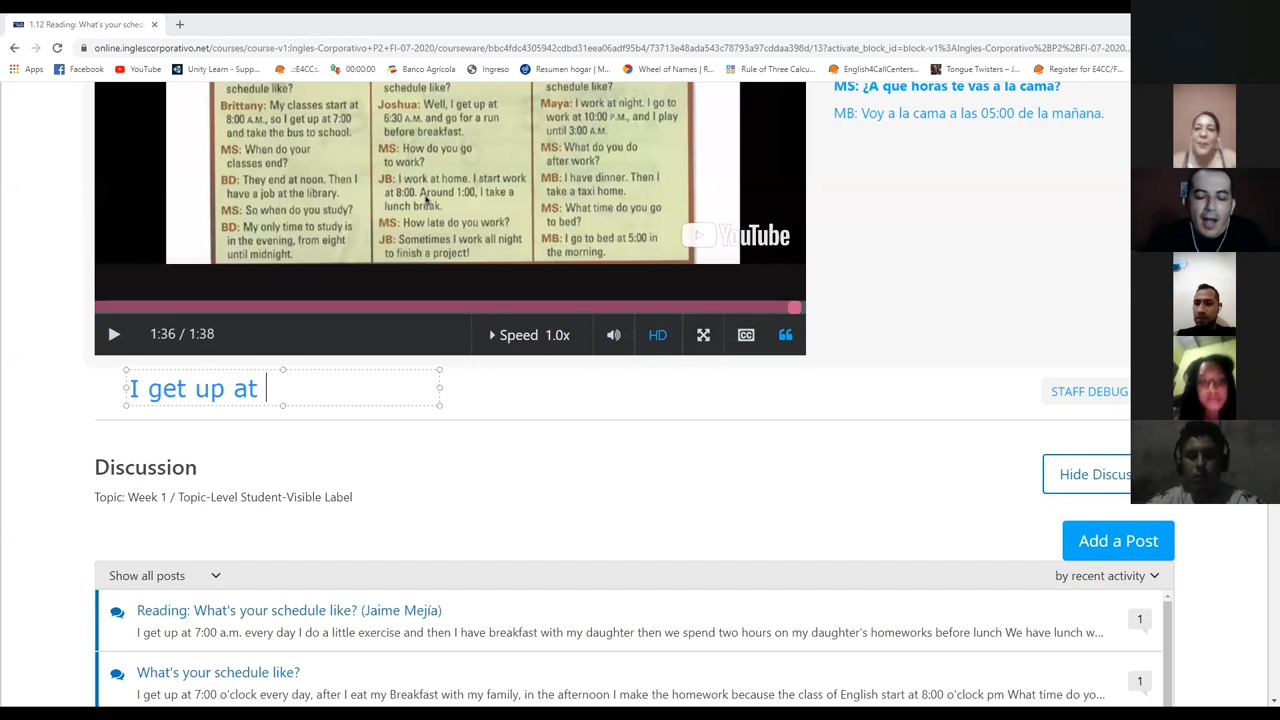 1.12 Reading: What's your sched
online.inglescorporativo.net/courses/course-v1:Ingles-Corporativo+P2+FI-07-2020/courseware/bbc4fdc4305942cdbd31eea06adf95b4/73713e48ada543c78793a97cddaa398d/13?activate_block_id=block-v1%3AIngles-Corporativo%2BP2%2BFI-07-2020...
Apps
Facebook
YouTube
Unity Learn - Supp...
.:E4CC:.
00:00:00
Banco Agrícola
Ingreso
Resumen hogar | M...
Wheel of Names | R...
Rule of Three Calcu...
English4CallCenters...
Tongue Twisters – J...
Register for E4CC/F...
schedule like?
Brittany: My classes start at
8:00 A.M., so I get up at 7:00
and take the bus to school.
MS: When do your
classes end?
BD: They end at noon. Then I
have a job at the library.
MS: So when do you study?
BD: My only time to study is
in the evening, from eight
until midnight.
schedule like?
Joshua: Well, I get up at
6:30 A.M. and go for a run
before breakfast.
MS: How do you go
to work?
JB: I work at home. I start work
at 8:00. Around 1:00, I take a
lunch break.
MS: How late do you work?
JB: Sometimes I work all night
to finish a project!
schedule like?
Maya: I work at night. I go to
work at 10:00 P.M., and I play
until 3:00 A.M.
MS: What do you do
after work?
MB: I have dinner. Then I
take a taxi home.
MS: What time do you go
to bed?
MB: I go to bed at 5:00 in
the morning.
YouTube
MS: ¿A que horas te vas a la cama?
MB: Voy a la cama a las 05:00 de la mañana.
1:36 / 1:38
Speed 1.0x
HD
CC
I get up at
STAFF DEBUG
Discussion
Topic: Week 1 / Topic-Level Student-Visible Label
Hide Discus
Add a Post
Show all posts
by recent activity
Reading: What's your schedule like? (Jaime Mejía)
1
I get up at 7:00 a.m. every day I do a little exercise and then I have breakfast with my daughter then we spend two hours on my daughter's homeworks before lunch We have lunch w...
What's your schedule like?
1
I get up at 7:00 o'clock every day, after I eat my Breakfast with my family, in the afternoon I make the homework because the class of English start at 8:00 o'clock pm What time do yo...